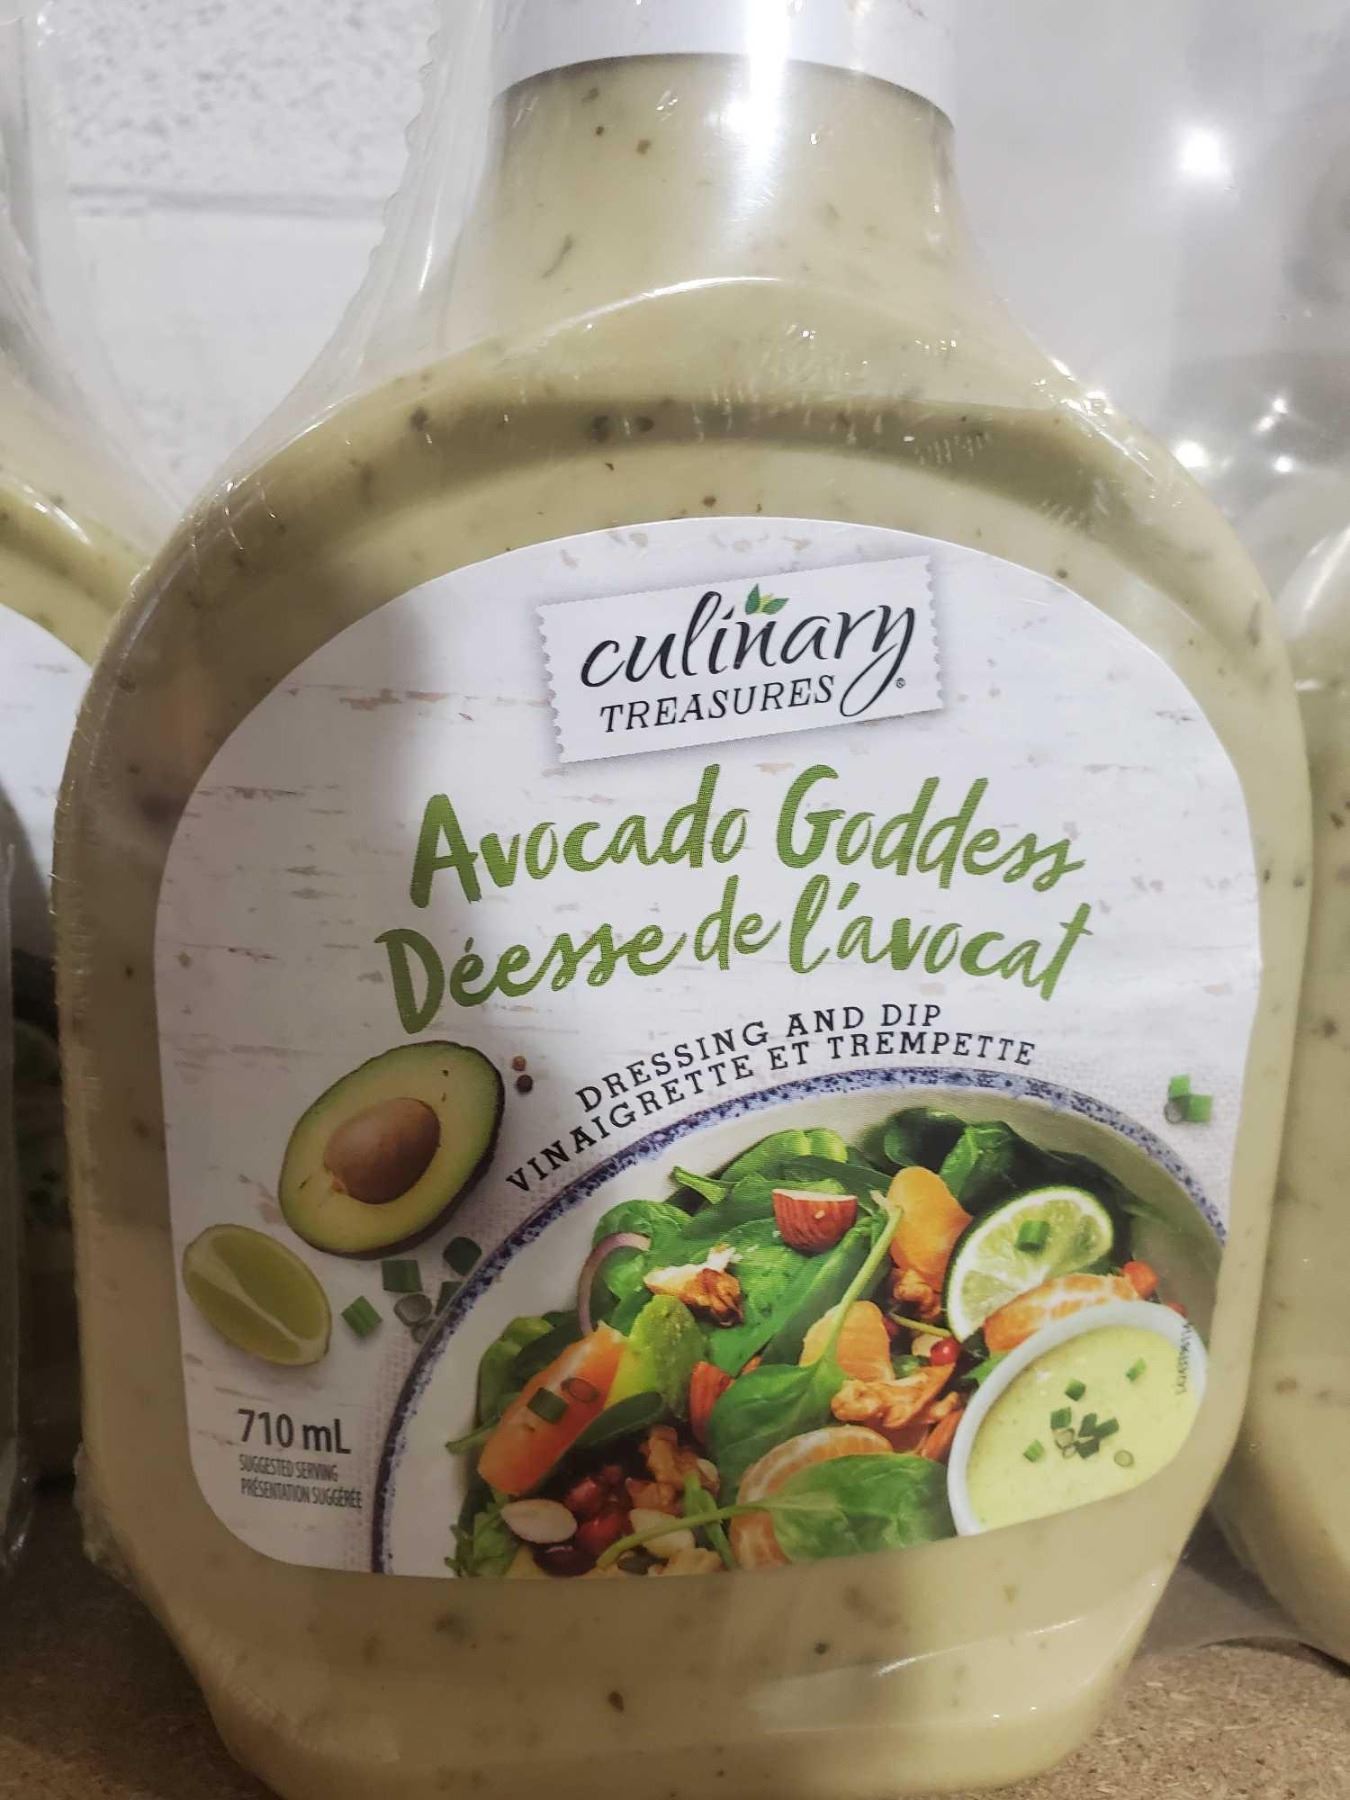 culinary
TREASURES®
Avocado Goddess
Déesse de l'avocat
DRESSING AND DIP
VINAIGRETTE ET TREMPETTE
710 mL
SUGGESTED SERVING
PRÉSENTATION SUGGÉRÉE